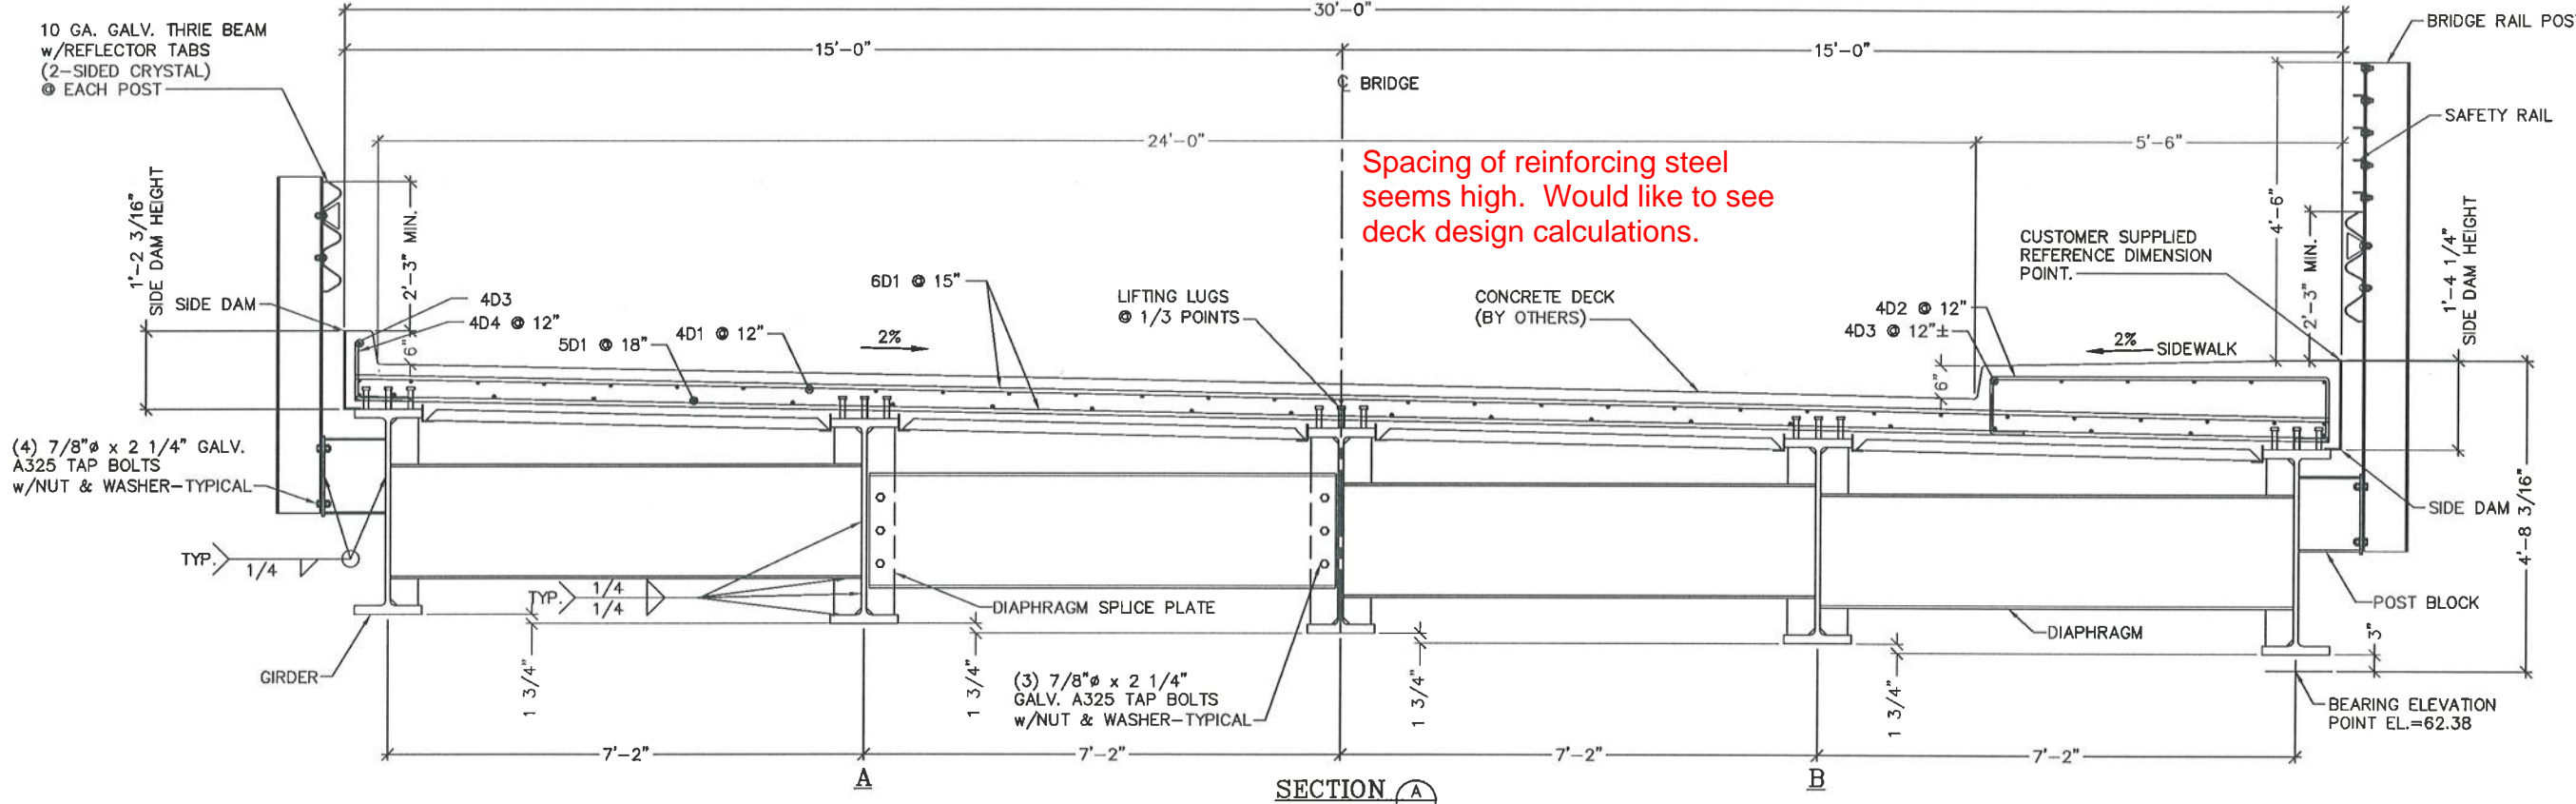 30'-0"
15'-0"
15'-0"
10 GA. GALV. THRIE BEAM
w/REFLECTOR TABS
(2-SIDED CRYSTAL)
@ EACH POST
℄ BRIDGE
BRIDGE RAIL POS
SAFETY RAIL
24'-0"
5'-6"
Spacing of reinforcing steel
seems high. Would like to see
deck design calculations.
1'-2 3/16"
SIDE DAM HEIGHT
2'-3" MIN.
6"
SIDE DAM
4D3
4D4 @ 12"
5D1 @ 18"
4D1 @ 12"
2%
6D1 @ 15"
LIFTING LUGS
@ 1/3 POINTS
CONCRETE DECK
(BY OTHERS)
CUSTOMER SUPPLIED
REFERENCE DIMENSION
POINT.
4D2 @ 12"
4D3 @ 12"±
2%
SIDEWALK
6"
4'-6"
2'-3" MIN.
1'-4 1/4"
SIDE DAM HEIGHT
(4) 7/8"ø x 2 1/4" GALV.
A325 TAP BOLTS
w/NUT & WASHER-TYPICAL
TYP.
1/4
TYP.
1/4
1/4
GIRDER
DIAPHRAGM SPLICE PLATE
(3) 7/8"ø x 2 1/4"
GALV. A325 TAP BOLTS
w/NUT & WASHER-TYPICAL
1 3/4"
1 3/4"
1 3/4"
1 3/4"
3"
SIDE DAM
4'-8 3/16"
POST BLOCK
DIAPHRAGM
BEARING ELEVATION
POINT EL.=62.38
7'-2"
7'-2"
7'-2"
7'-2"
A
B
SECTION A